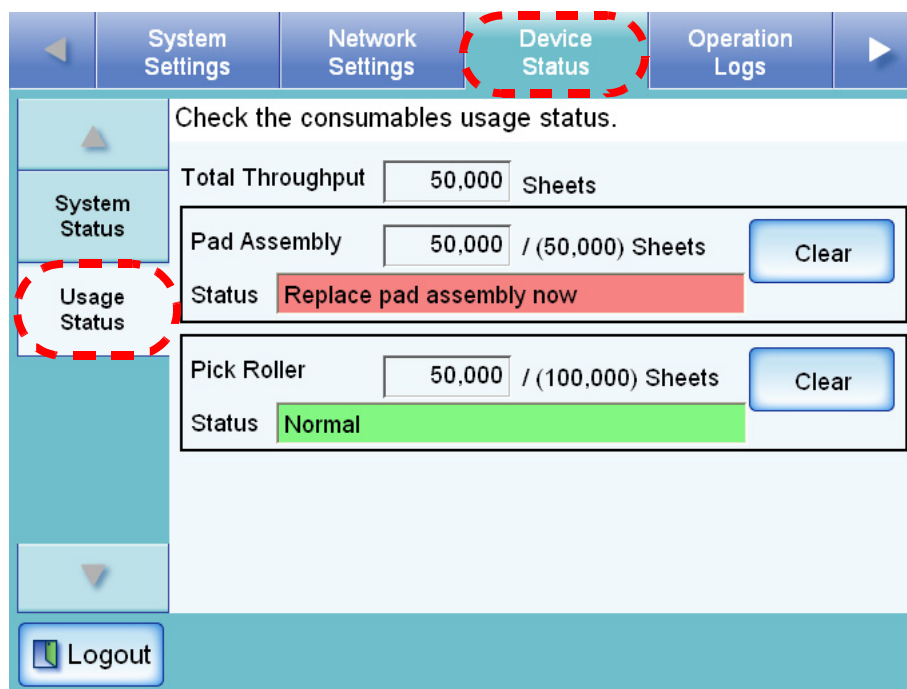 System Settings
Network Settings
Device Status
Operation Logs
Check the consumables usage status.
System Status
Usage Status
Total Throughput 50,000 Sheets
Pad Assembly 50,000 / (50,000) Sheets Clear
Status Replace pad assembly now
Pick Roller 50,000 / (100,000) Sheets Clear
Status Normal
Logout